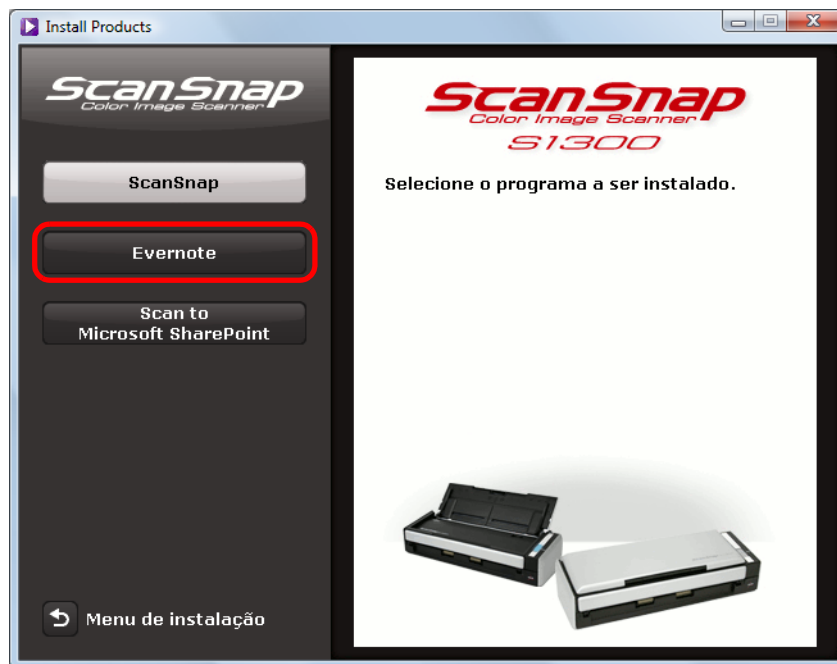 Install Products
ScanSnap
Color Image Scanner
ScanSnap
Evernote
Scan to
Microsoft SharePoint
Menu de instalação
ScanSnap
Color Image Scanner
S1300
Selecione o programa a ser instalado.